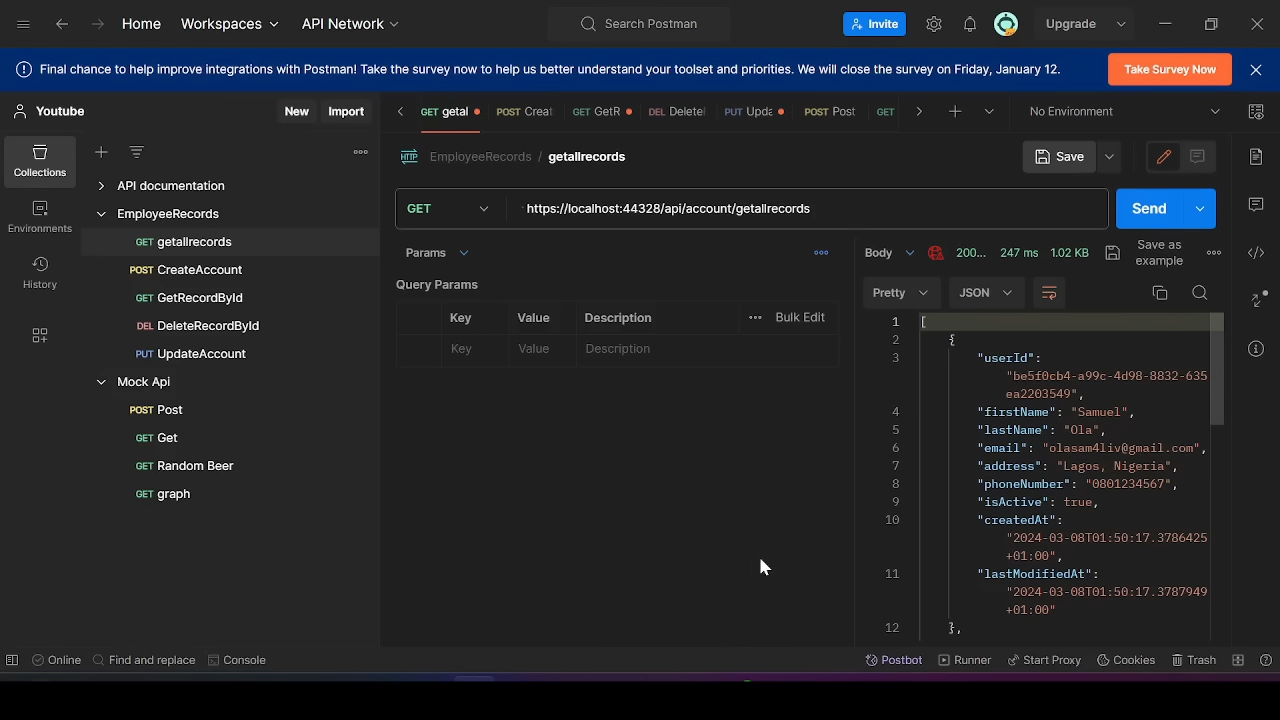 Home Workspaces API Network Search Postman Invite Upgrade
Final chance to help improve integrations with Postman! Take the survey now to help us better understand your toolset and priorities. We will close the survey on Friday, January 12. Take Survey Now
Youtube New Import
GET getal POST Creat GET GetR DEL Delete PUT Upda POST Post GET No Environment
Collections
Environments
History
API documentation
EmployeeRecords
GET getallrecords
POST CreateAccount
GET GetRecordById
DEL DeleteRecordById
PUT UpdateAccount
Mock Api
POST Post
GET Get
GET Random Beer
GET graph
HTTP EmployeeRecords / getallrecords Save
GET https://localhost:44328/api/account/getallrecords Send
Params
Query Params
Key Value Description Bulk Edit
Key Value Description
Body 200... 247 ms 1.02 KB Save as example
Pretty JSON
1 [
2 {
3 "userId":
"be5f0cb4-a99c-4d98-8832-635
ea2203549",
4 "firstName": "Samuel",
5 "lastName": "Ola",
6 "email": "olasam4liv@gmail.com",
7 "address": "Lagos, Nigeria",
8 "phoneNumber": "0801234567",
9 "isActive": true,
10 "createdAt":
"2024-03-08T01:50:17.3786425
+01:00",
11 "lastModifiedAt":
"2024-03-08T01:50:17.3787949
+01:00"
12 },
Online Find and replace Console Postbot Runner Start Proxy Cookies Trash